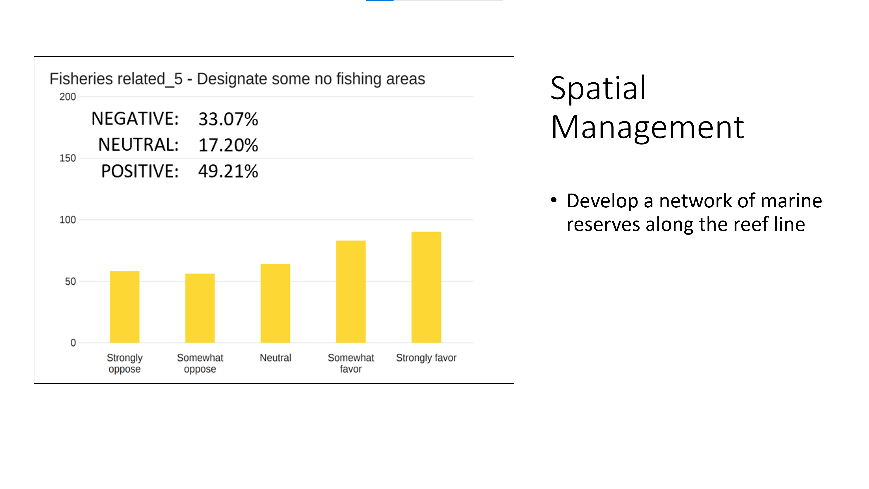 Fisheries related_5 - Designate some no fishing areas
200
NEGATIVE: 33.07%
NEUTRAL: 17.20%
150
POSITIVE: 49.21%
100
50
0
Strongly oppose
Somewhat oppose
Neutral
Somewhat favor
Strongly favor
Spatial
Management
• Develop a network of marine
reserves along the reef line